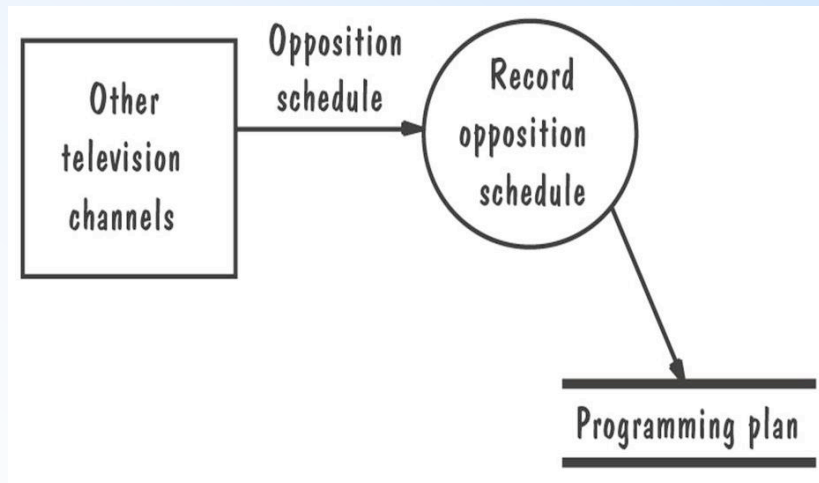 Other
television
channels
Opposition
schedule
Record
opposition
schedule
Programming plan